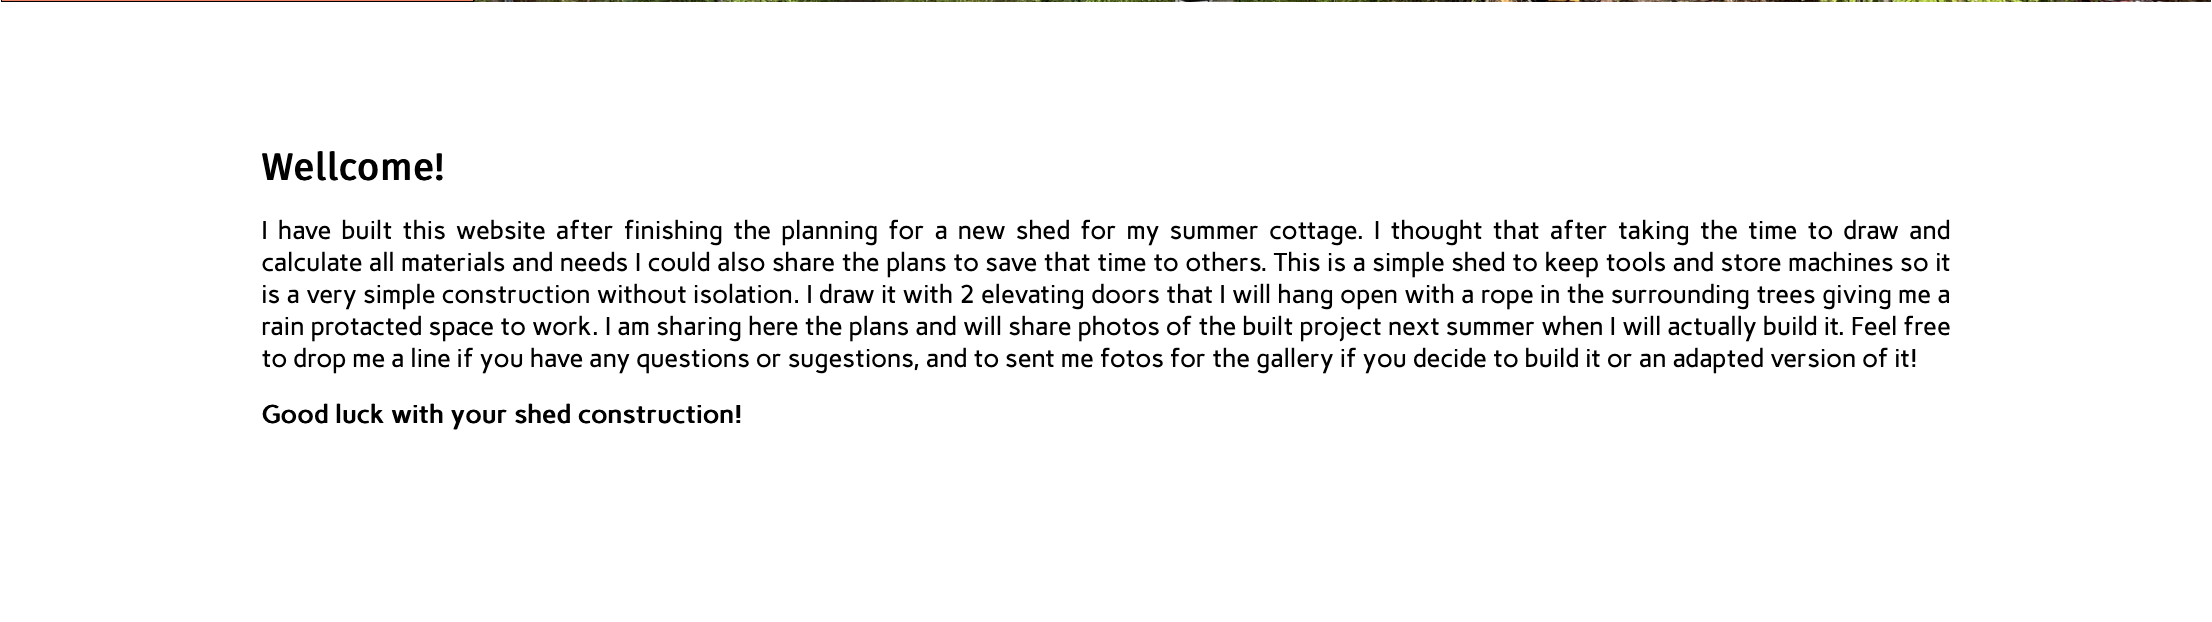 Wellcome!
I have built this website after finishing the planning for a new shed for my summer cottage. I thought that after taking the time to draw and
calculate all materials and needs I could also share the plans to save that time to others. This is a simple shed to keep tools and store machines so it
is a very simple construction without isolation. I draw it with 2 elevating doors that I will hang open with a rope in the surrounding trees giving me a
rain protacted space to work. I am sharing here the plans and will share photos of the built project next summer when I will actually build it. Feel free
to drop me a line if you have any questions or sugestions, and to sent me fotos for the gallery if you decide to build it or an adapted version of it!
Good luck with your shed construction!